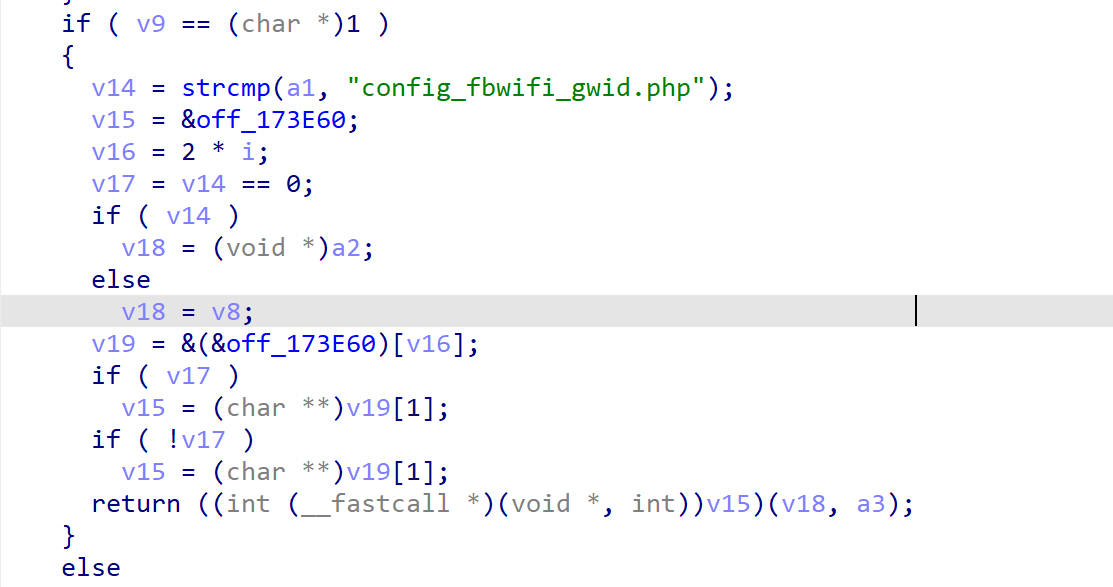 if ( v9 == (char *)1 )
{
v14 = strcmp(a1, "config_fbwifi_gwid.php");
v15 = &off_173E60;
v16 = 2 * i;
v17 = v14 == 0;
if ( v14 )
v18 = (void *)a2;
else
v18 = v8;
v19 = &(&off_173E60)[v16];
if ( v17 )
v15 = (char **)v19[1];
if ( !v17 )
v15 = (char **)v19[1];
return ((int (__fastcall *)(void *, int))v15)(v18, a3);
}
else